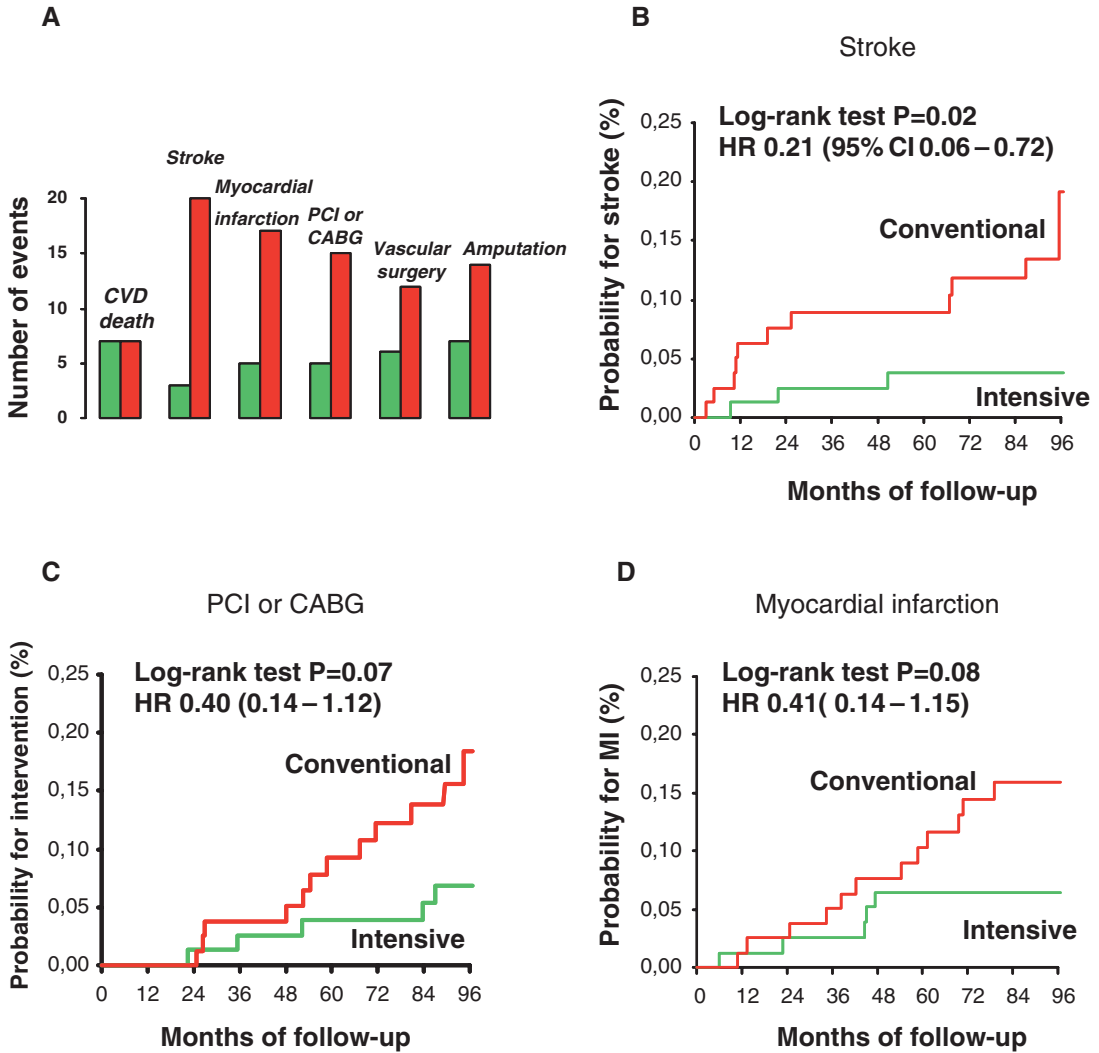 A
Number of events
20
15
10
5
0
CVD
death
Stroke
Myocardial
infarction
PCI or
CABG
Vascular
surgery
Amputation
B
Stroke
Log-rank test P=0.02
HR 0.21 (95% CI 0.06 – 0.72)
Probability for stroke (%)
0,25
0,20
0,15
0,10
0,05
0,00
Conventional
Intensive
0 12 24 36 48 60 72 84 96
Months of follow-up
C
PCI or CABG
Log-rank test P=0.07
HR 0.40 (0.14 – 1.12)
Probability for intervention (%)
0,25
0,20
0,15
0,10
0,05
0,00
Conventional
Intensive
0 12 24 36 48 60 72 84 96
Months of follow-up
D
Myocardial infarction
Log-rank test P=0.08
HR 0.41( 0.14 – 1.15)
Probability for MI (%)
0,25
0,20
0,15
0,10
0,05
0,00
Conventional
Intensive
0 12 24 36 48 60 72 84 96
Months of follow-up